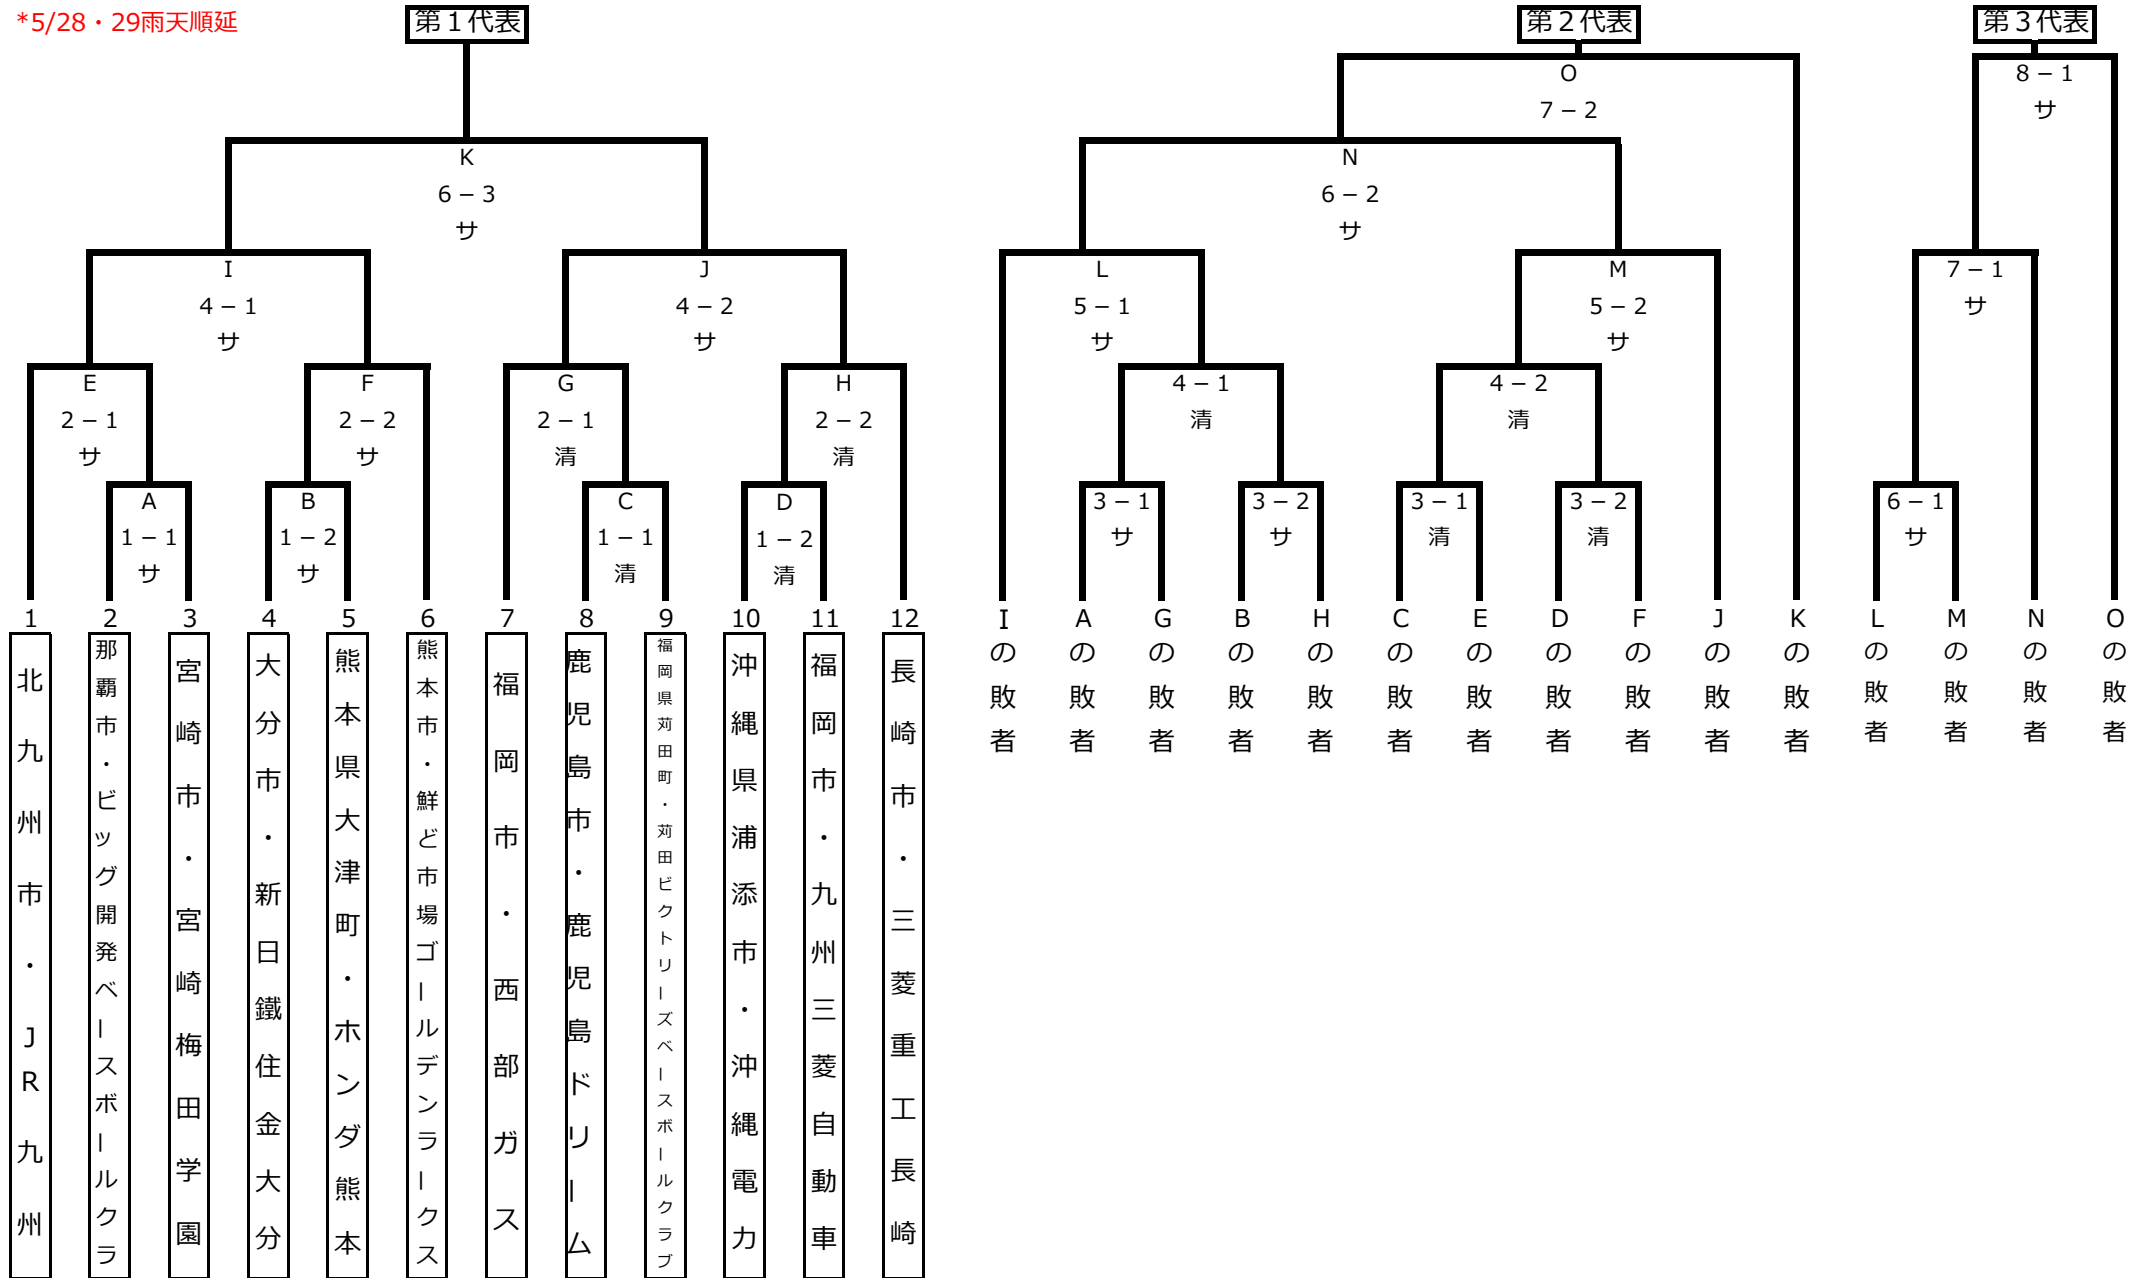 *5/28・29雨天順延
第１代表
第２代表
第３代表
O
7－2
8－1
サ
K
6－3
サ
N
6－2
サ
I
4－1
サ
J
4－2
サ
L
5－1
サ
M
5－2
サ
7－1
サ
E
2－1
サ
F
2－2
サ
G
2－1
清
H
2－2
清
4－1
清
4－2
清
A
1－1
サ
B
1－2
サ
C
1－1
清
D
1－2
清
3－1
サ
3－2
サ
3－1
清
3－2
清
6－1
サ
1
2
3
4
5
6
7
8
9
10
11
12
北九州市・JR九州
那覇市・ビッグ開発ベースボールクラ
宮崎市・宮崎梅田学園
大分市・新日鐵住金大分
熊本県大津町・ホンダ熊本
熊本市・鮮ど市場ゴールデンラークス
福岡市・西部ガス
鹿児島市・鹿児島ドリーム
福岡県苅田町・苅田ビクトリーズベースボールクラブ
沖縄県浦添市・沖縄電力
福岡市・九州三菱自動車
長崎市・三菱重工長崎
Iの敗者
Aの敗者
Gの敗者
Bの敗者
Hの敗者
Cの敗者
Eの敗者
Dの敗者
Fの敗者
Jの敗者
Kの敗者
Lの敗者
Mの敗者
Nの敗者
Oの敗者